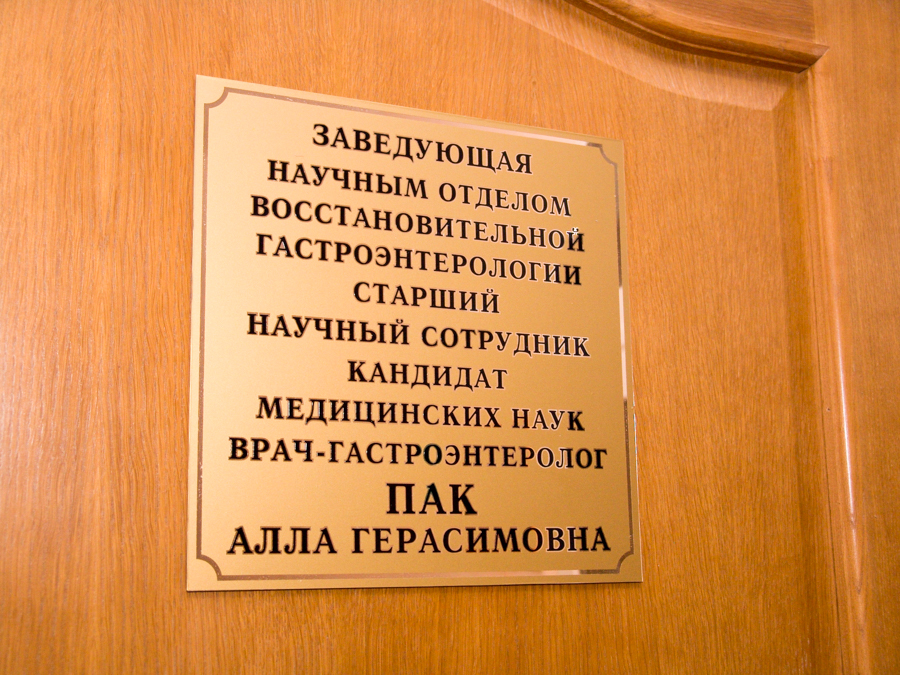 ЗАВЕДУЮЩАЯ
НАУЧНЫМ ОТДЕЛОМ
ВОССТАНОВИТЕЛЬНОЙ
ГАСТРОЭНТЕРОЛОГИИ
СТАРШИЙ
НАУЧНЫЙ СОТРУДНИК
КАНДИДАТ
МЕДИЦИНСКИХ НАУК
ВРАЧ-ГАСТРОЭНТЕРОЛОГ
ПАК
АЛЛА ГЕРАСИМОВНА